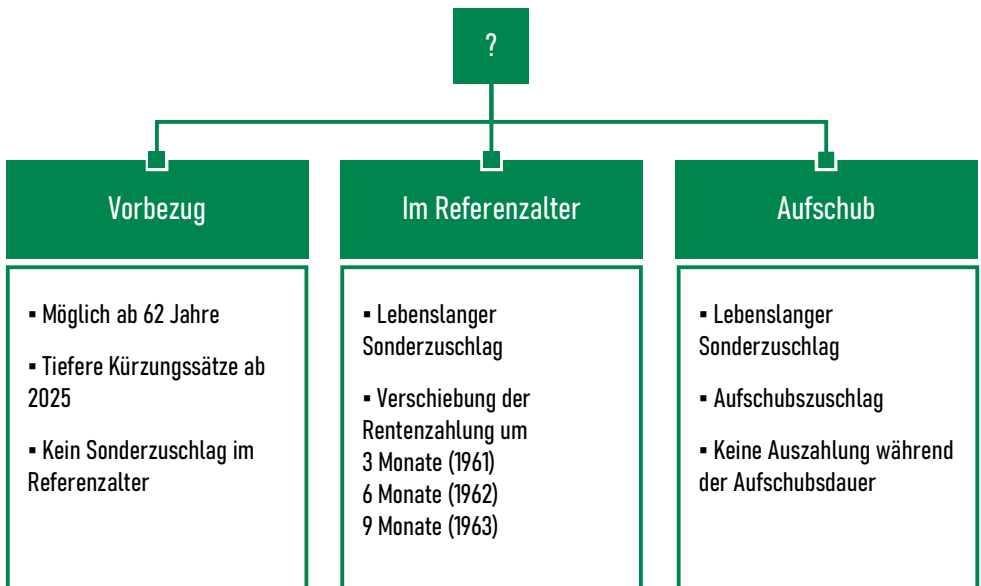 ?
Vorbezug
▪ Möglich ab 62 Jahre
▪ Tiefere Kürzungssätze ab
2025
▪ Kein Sonderzuschlag im
Referenzalter
Im Referenzalter
▪ Lebenslanger
Sonderzuschlag
▪ Verschiebung der
Rentenzahlung um
3 Monate (1961)
6 Monate (1962)
9 Monate (1963)
Aufschub
▪ Lebenslanger
Sonderzuschlag
▪ Aufschubszuschlag
▪ Keine Auszahlung während
der Aufschubsdauer